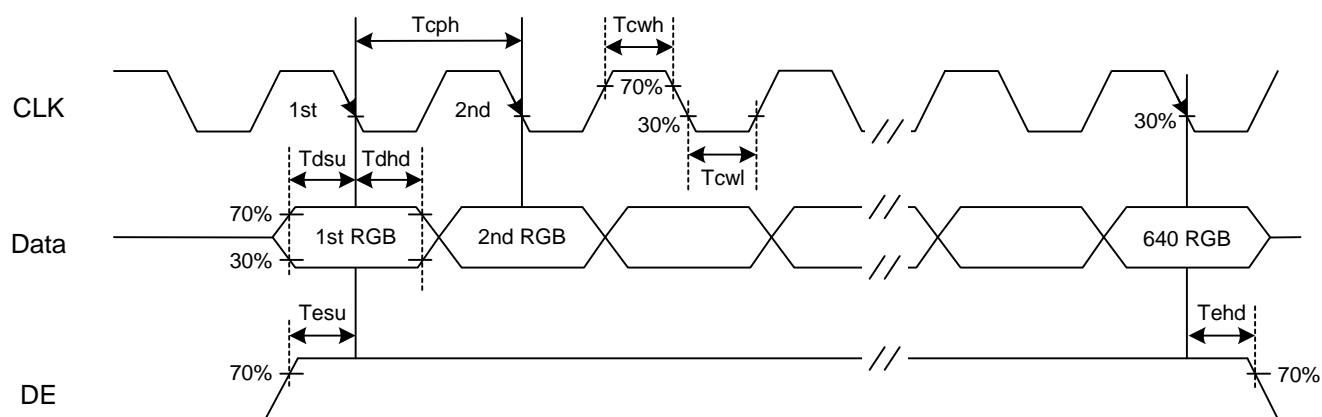 Tcph
Tcwh
CLK
1st
2nd
70%
30%
30%
Tcwl
Tdsu
Tdhd
70%
Data
1st RGB
2nd RGB
640 RGB
30%
Tesu
Tehd
70%
70%
DE